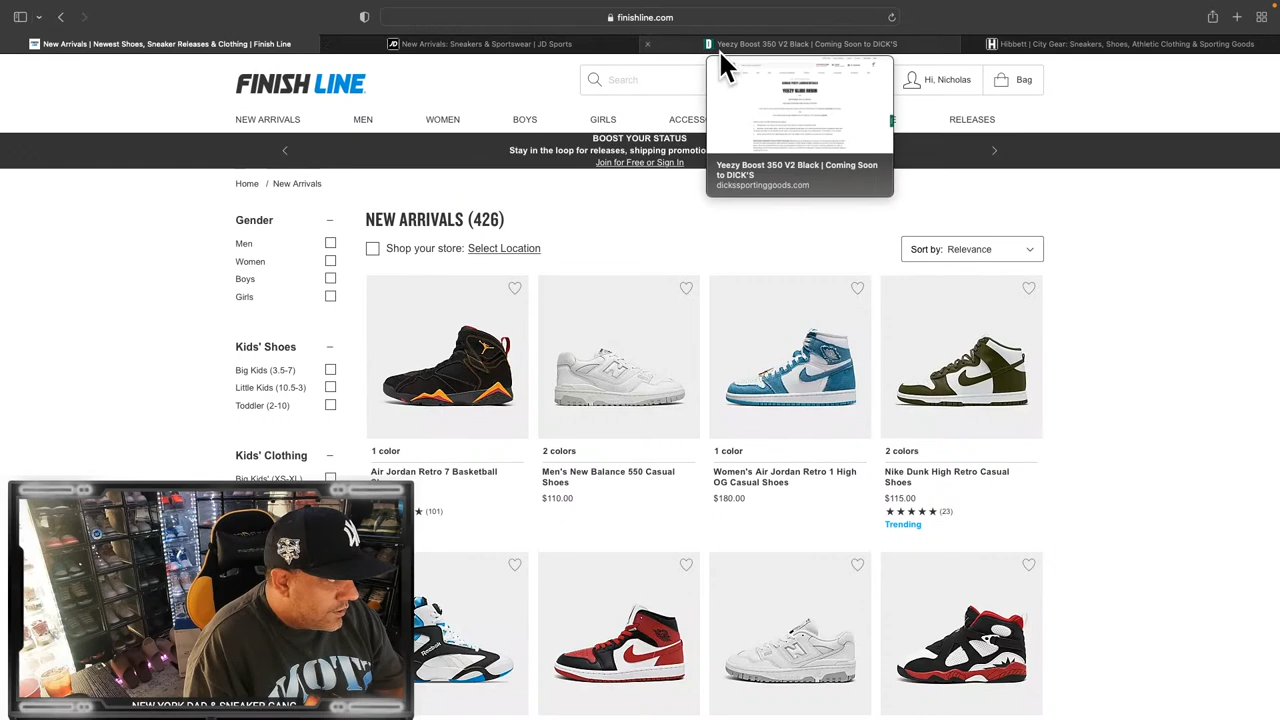 finishline.com
New Arrivals | Newest Shoes, Sneaker Releases & Clothing | Finish Line
New Arrivals: Sneakers & Sportswear | JD Sports
Yeezy Boost 350 V2 Black | Coming Soon to DICK'S
Hibbett | City Gear: Sneakers, Shoes, Athletic Clothing & Sporting Goods
FINISH LINE
Search
Hi, Nicholas
Bag
NEW ARRIVALS
MEN
WOMEN
BOYS
GIRLS
RELEASES
BOOST YOUR STATUS
Stay in the loop for releases, shipping
Join for Free or Sign In
Yeezy Boost 350 V2 Black | Coming Soon
to DICK'S
dickssportinggoods.com
Home / New Arrivals
Gender
Men
Women
Boys
Girls
Kids' Shoes
Big Kids (3.5-7)
Little Kids (10.5-3)
Toddler (2-10)
Kids' Clothing
Big Kids' (XS-XL)
NEW ARRIVALS (426)
Shop your store: Select Location
Sort by: Relevance
1 color
Air Jordan Retro 7 Basketball
(101)
2 colors
Men's New Balance 550 Casual
Shoes
$110.00
1 color
Women's Air Jordan Retro 1 High
OG Casual Shoes
$180.00
2 colors
Nike Dunk High Retro Casual
Shoes
$115.00
(23)
Trending
NEW YORK DAD & SNEAKER GANG